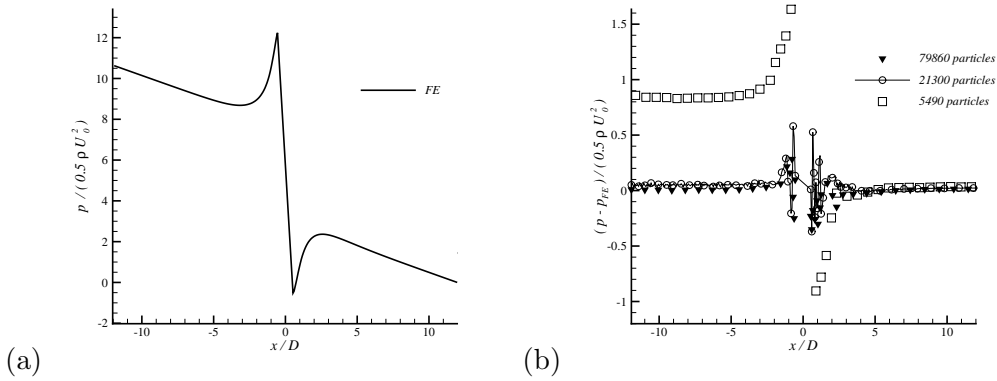 12
10
8
6
4
2
0
-2
-10
-5
0
5
10
p / ( 0.5 ρ U₀² )
x / D
FE
(a)
1.5
1
0.5
0
-0.5
-1
-10
-5
0
5
10
( p - p_FE ) / ( 0.5 ρ U₀² )
x / D
79860 particles
21300 particles
5490 particles
(b)